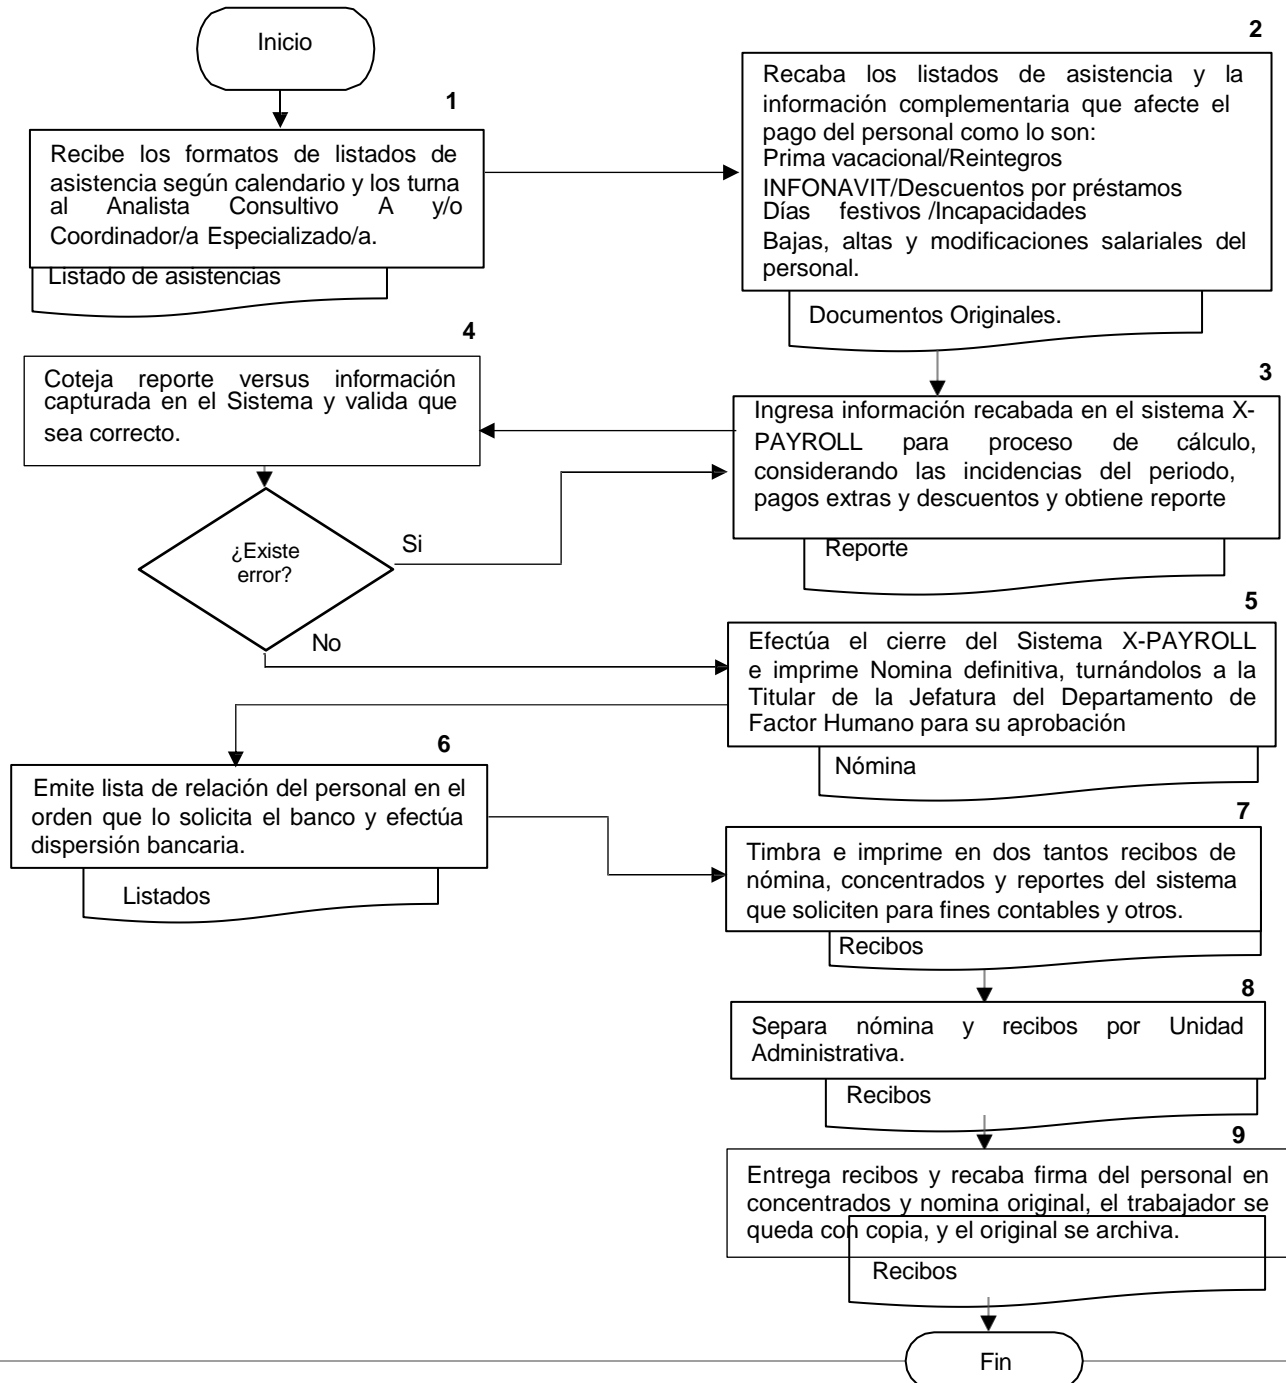 Inicio
1
Recibe los formatos de listados de
asistencia según calendario y los turna
al Analista Consultivo A y/o
Coordinador/a Especializado/a.
Listado de asistencias
2
Recaba los listados de asistencia y la
información complementaria que afecte el
pago del personal como lo son:
Prima vacacional/Reintegros
INFONAVIT/Descuentos por préstamos
Días festivos /Incapacidades
Bajas, altas y modificaciones salariales del
personal.
Documentos Originales.
3
Ingresa información recabada en el sistema X-
PAYROLL para proceso de cálculo,
considerando las incidencias del periodo,
pagos extras y descuentos y obtiene reporte
Reporte
4
Coteja reporte versus información
capturada en el Sistema y valida que
sea correcto.
¿Existe
error?
Si
No
5
Efectúa el cierre del Sistema X-PAYROLL
e imprime Nomina definitiva, turnándolos a la
Titular de la Jefatura del Departamento de
Factor Humano para su aprobación
Nómina
6
Emite lista de relación del personal en el
orden que lo solicita el banco y efectúa
dispersión bancaria.
Listados
7
Timbra e imprime en dos tantos recibos de
nómina, concentrados y reportes del sistema
que soliciten para fines contables y otros.
Recibos
8
Separa nómina y recibos por Unidad
Administrativa.
Recibos
9
Entrega recibos y recaba firma del personal en
concentrados y nomina original, el trabajador se
queda con copia, y el original se archiva.
Recibos
Fin